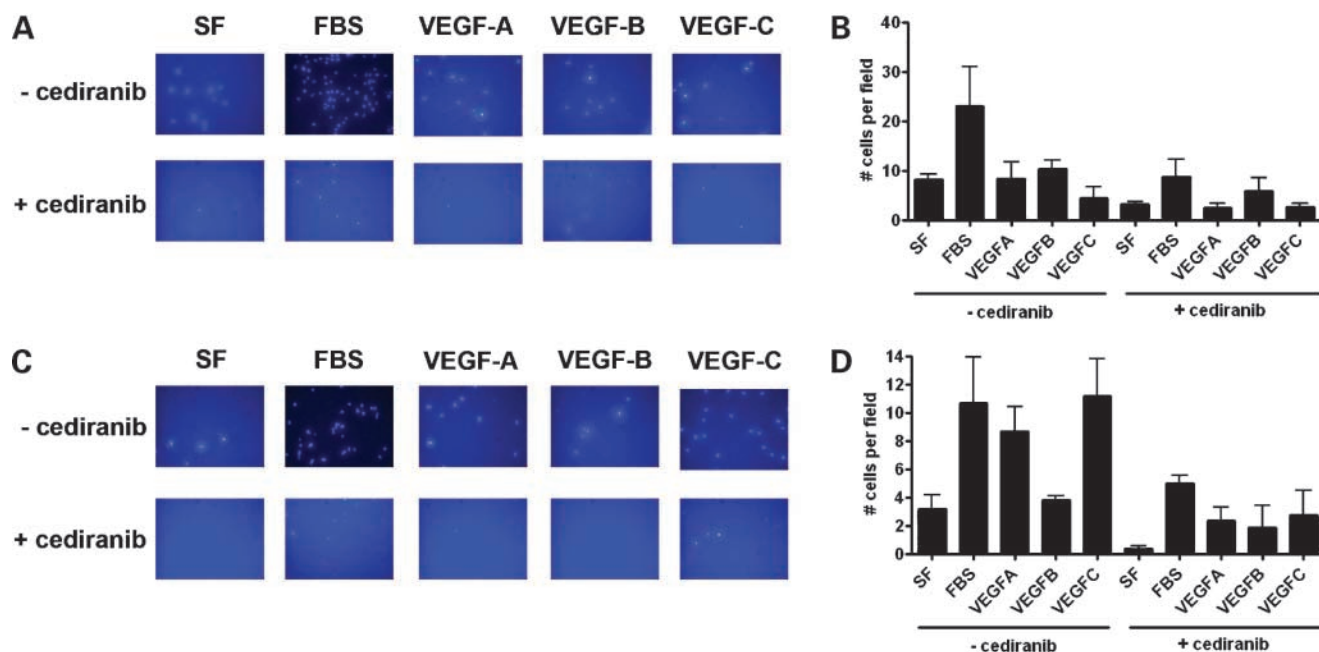 A
SF FBS VEGF-A VEGF-B VEGF-C
- cediranib
+ cediranib
B
# cells per field
40
30
20
10
0
SF FBS VEGFA VEGFB VEGFC SF FBS VEGFA VEGFB VEGFC
- cediranib + cediranib
C
SF FBS VEGF-A VEGF-B VEGF-C
- cediranib
+ cediranib
D
# cells per field
14
12
10
8
6
4
2
0
SF FBS VEGFA VEGFB VEGFC SF FBS VEGFA VEGFB VEGFC
- cediranib + cediranib